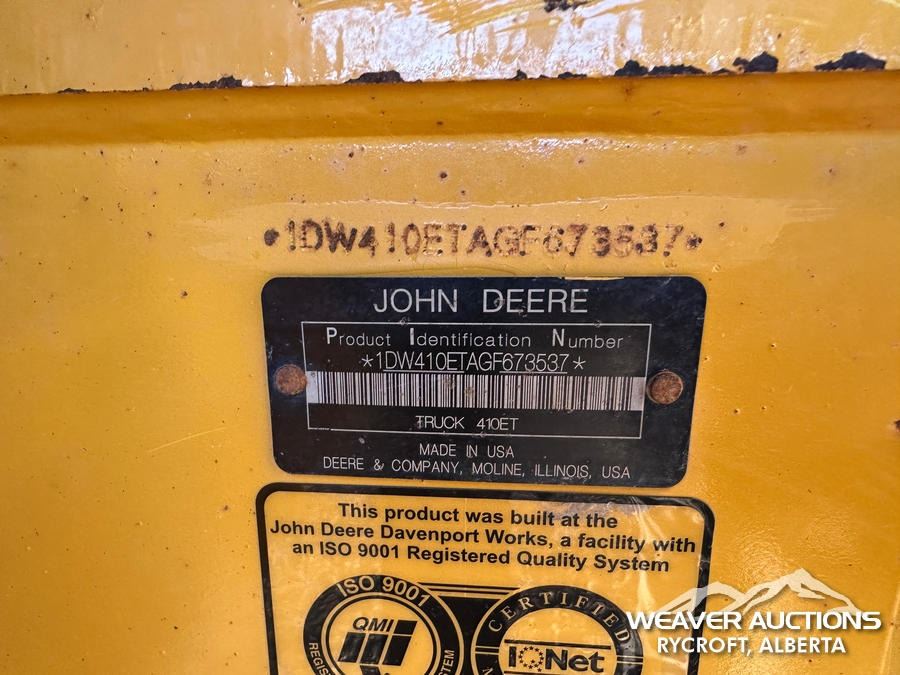 *1DW410ETAGF673537*
JOHN DEERE
Product Identification Number
*1DW410ETAGF673537*
TRUCK 410ET
MADE IN USA
DEERE & COMPANY, MOLINE, ILLINOIS, USA
This product was built at the
John Deere Davenport Works, a facility with
an ISO 9001 Registered Quality System
ISO 9001
QMI
CERTIFIED
IQNet
WEAVER AUCTIONS
RYCROFT, ALBERTA